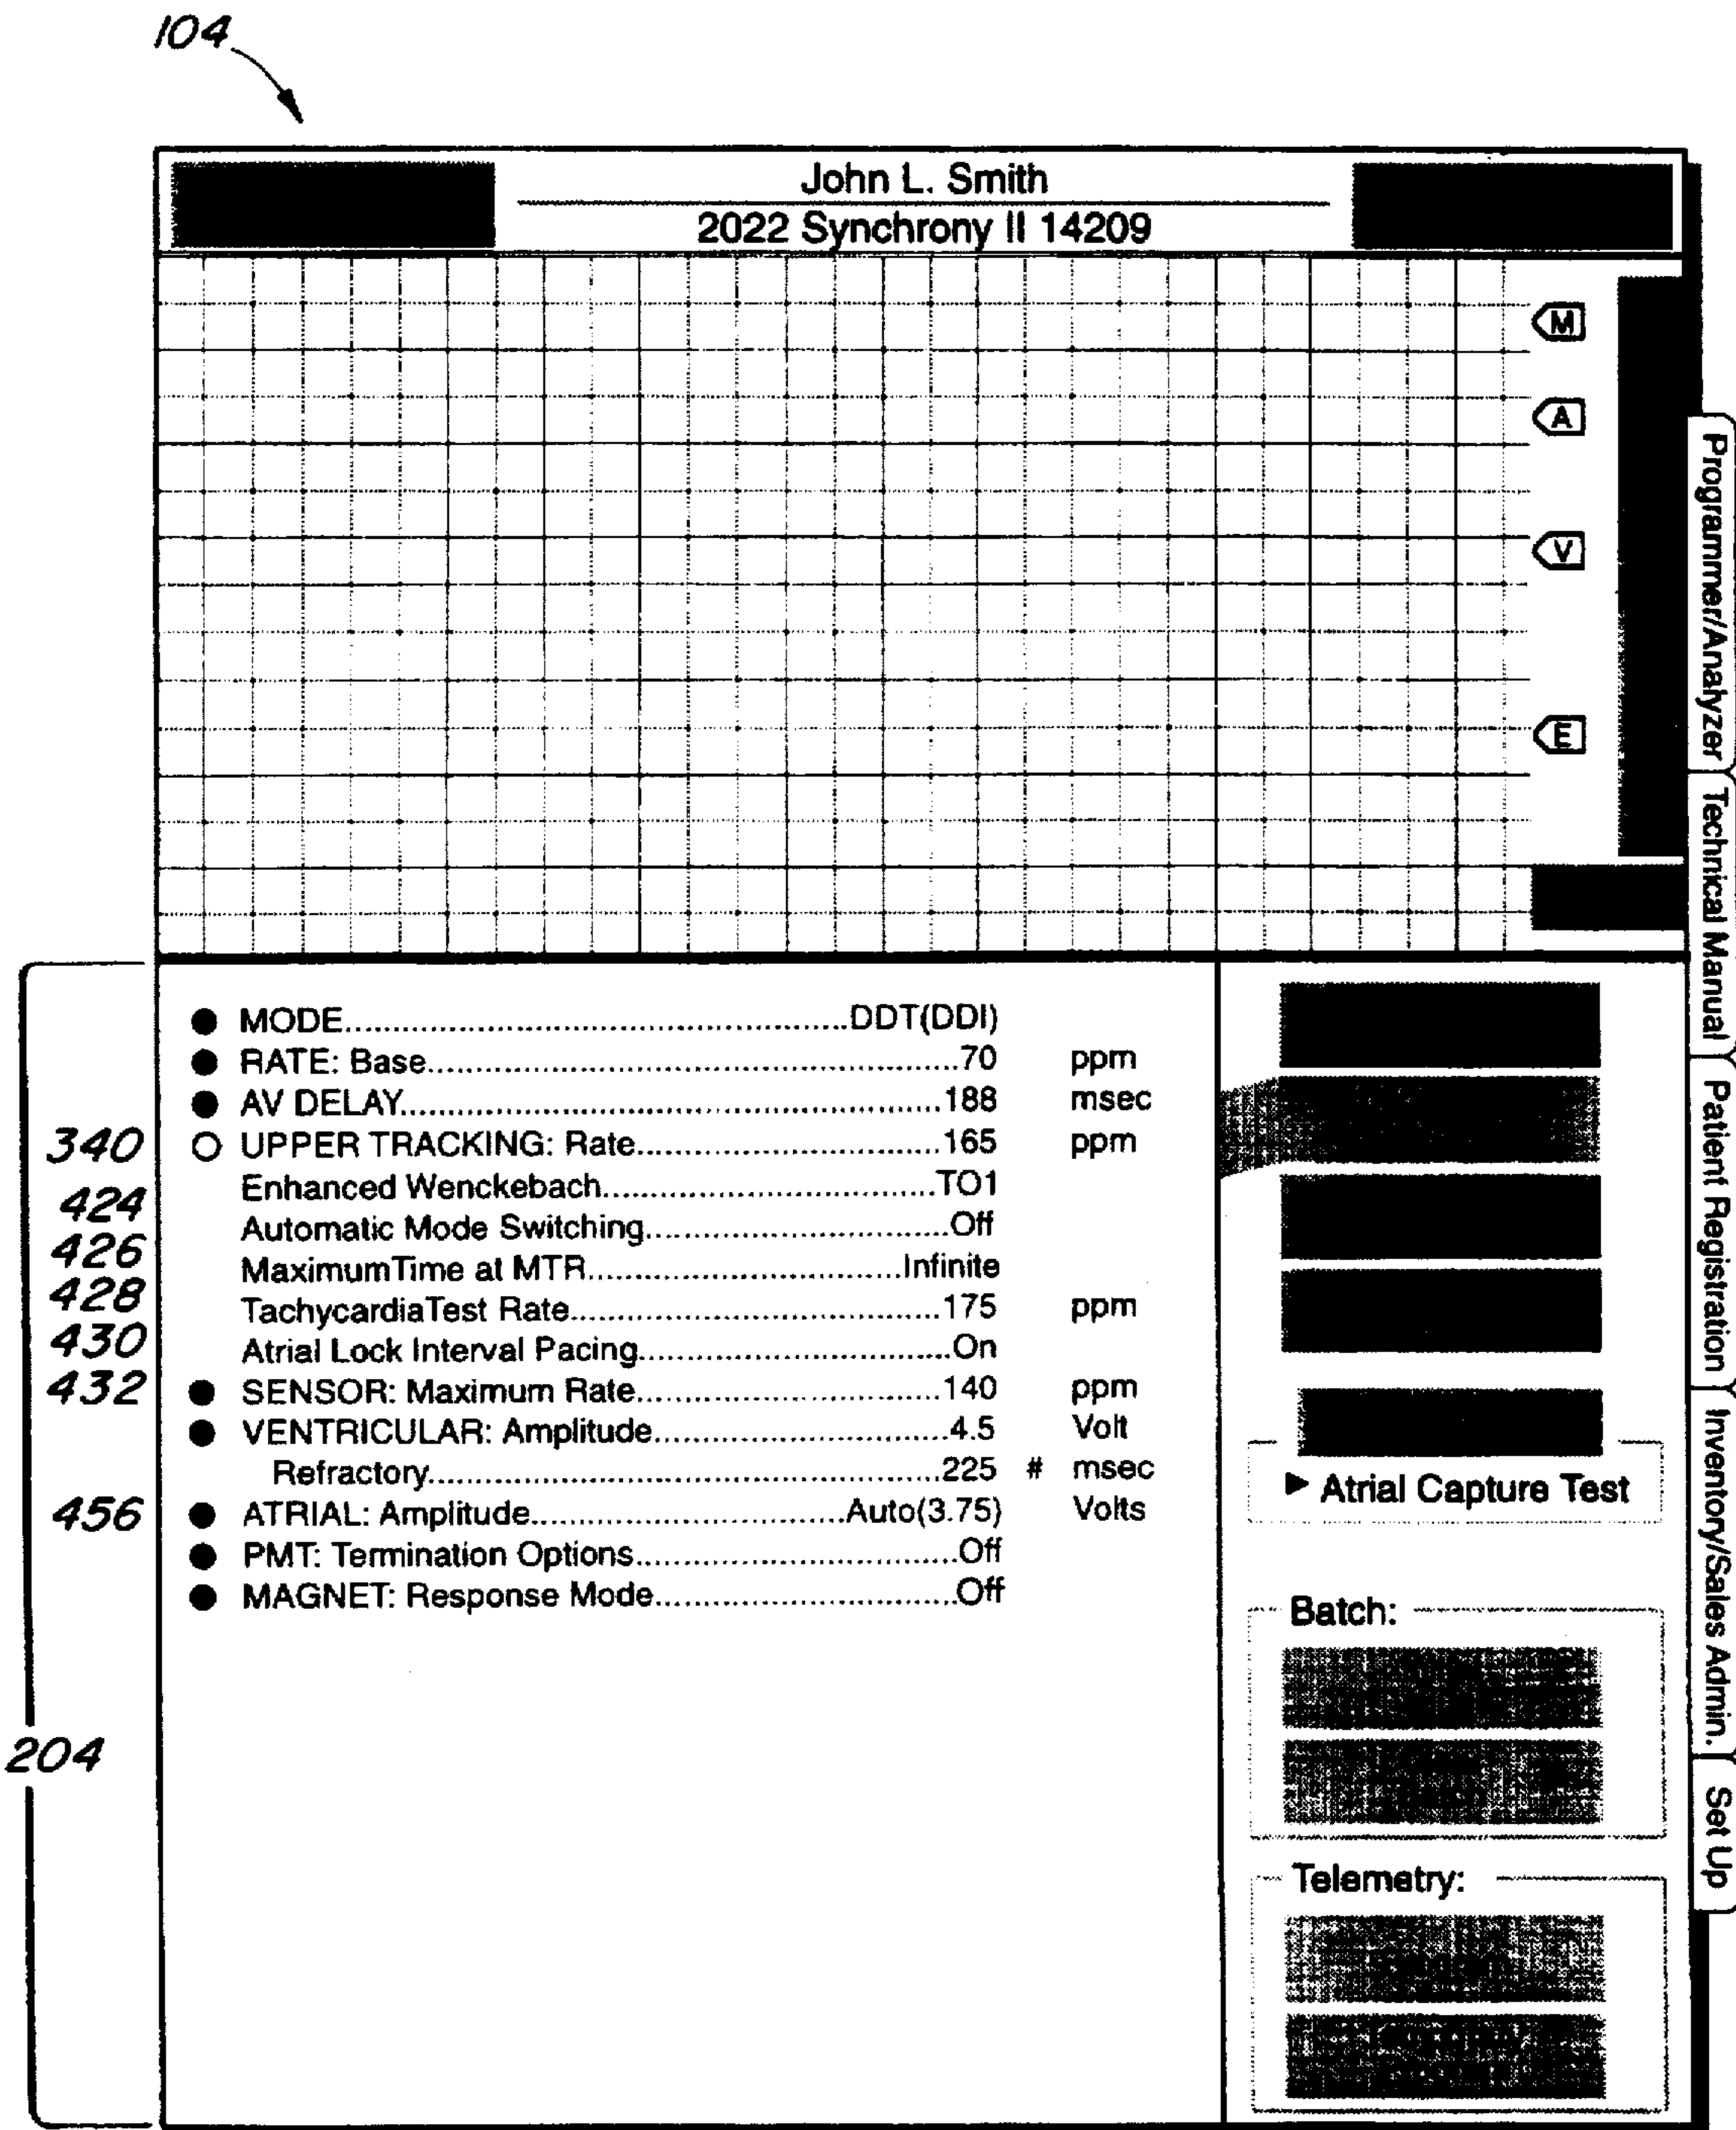 104
John L. Smith
2022 Synchrony II 14209
M
A
V
E
● MODE...DDT(DDI)
● RATE: Base...70 ppm
● AV DELAY...188 msec
340 ○ UPPER TRACKING: Rate...165 ppm
424 Enhanced Wenckebach...TO1
426 Automatic Mode Switching...Off
428 MaximumTime at MTR...Infinite
430 TachycardiaTest Rate...175 ppm
432 Atrial Lock Interval Pacing...On
● SENSOR: Maximum Rate...140 ppm
● VENTRICULAR: Amplitude...4.5 Volt
Refractory...225 # msec
456 ● ATRIAL: Amplitude...Auto(3.75) Volts
● PMT: Termination Options...Off
● MAGNET: Response Mode...Off
204
▶ Atrial Capture Test
Batch:
Telemetry:
Programmer/Analyzer
Technical Manual
Patient Registration
Inventory/Sales Admin.
Set Up